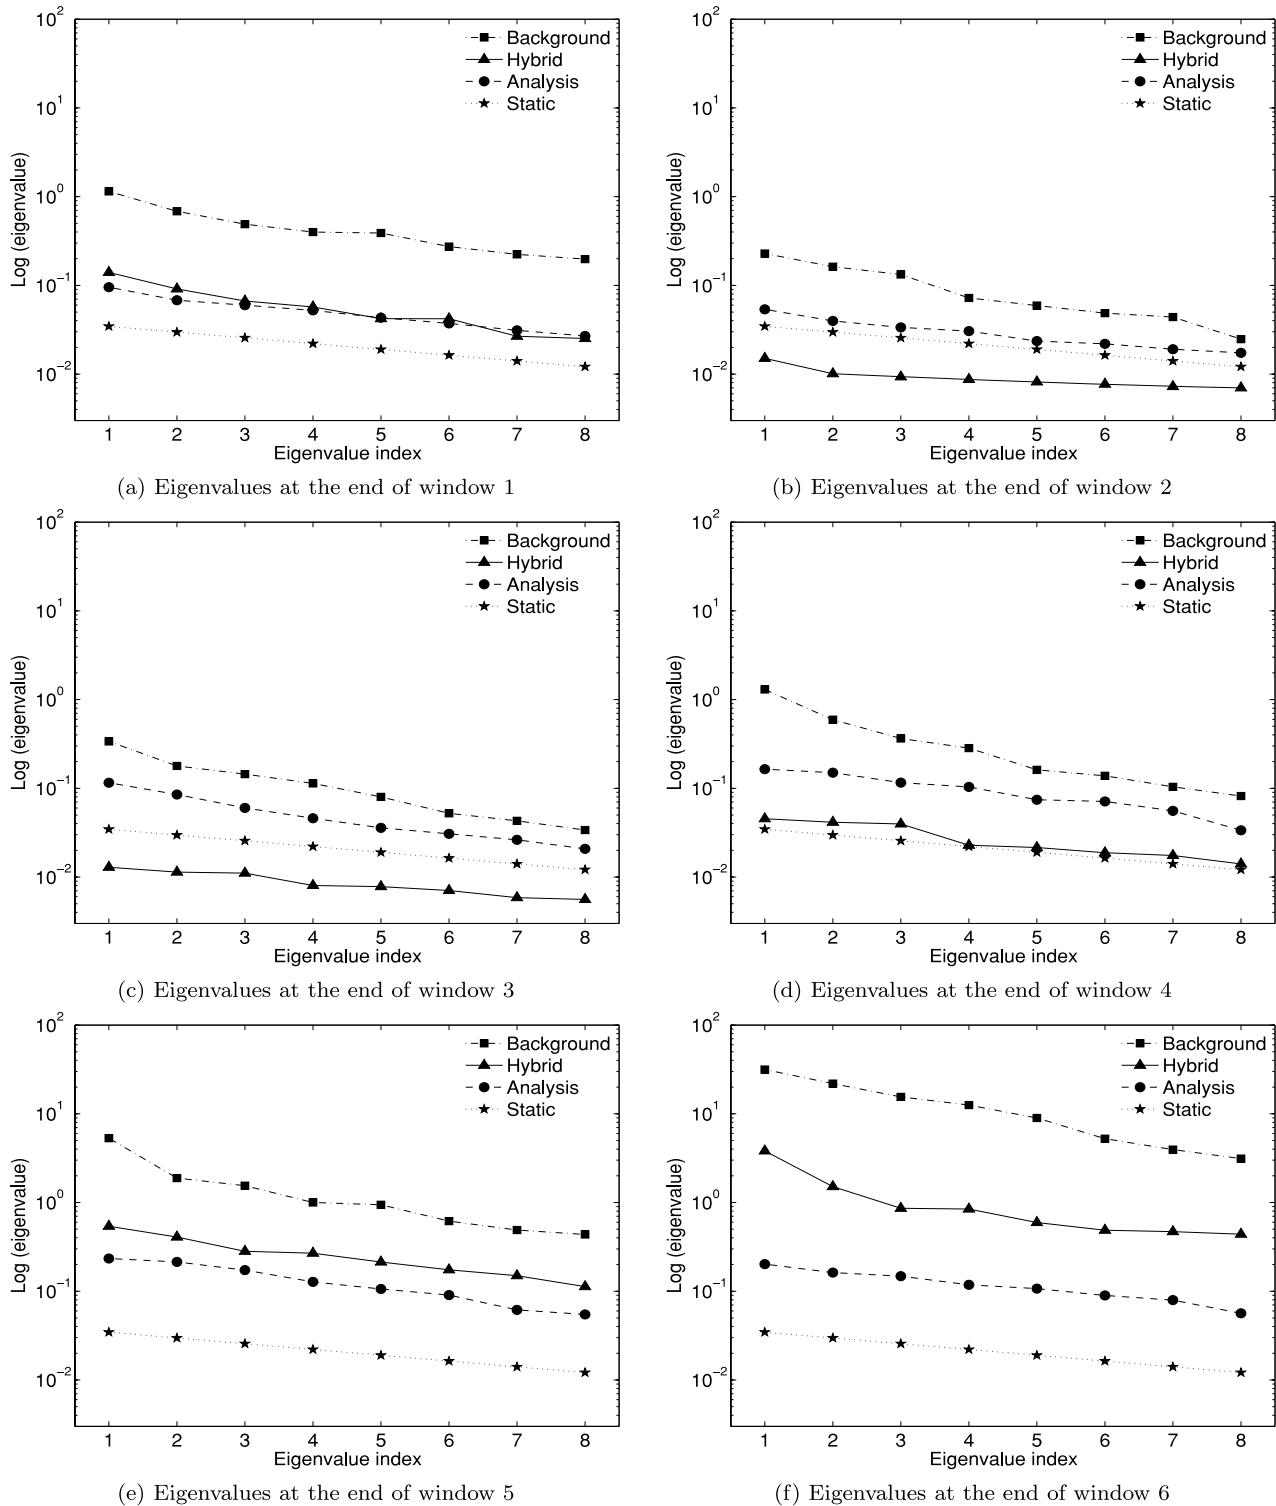 10^2
10^1
10^0
10^−1
10^−2
Log (eigenvalue)
Background
Hybrid
Analysis
Static
1 2 3 4 5 6 7 8
Eigenvalue index
(a) Eigenvalues at the end of window 1
10^2
10^1
10^0
10^−1
10^−2
Log (eigenvalue)
Background
Hybrid
Analysis
Static
1 2 3 4 5 6 7 8
Eigenvalue index
(b) Eigenvalues at the end of window 2
10^2
10^1
10^0
10^−1
10^−2
Log (eigenvalue)
Background
Hybrid
Analysis
Static
1 2 3 4 5 6 7 8
Eigenvalue index
(c) Eigenvalues at the end of window 3
10^2
10^1
10^0
10^−1
10^−2
Log (eigenvalue)
Background
Hybrid
Analysis
Static
1 2 3 4 5 6 7 8
Eigenvalue index
(d) Eigenvalues at the end of window 4
10^2
10^1
10^0
10^−1
10^−2
Log (eigenvalue)
Background
Hybrid
Analysis
Static
1 2 3 4 5 6 7 8
Eigenvalue index
(e) Eigenvalues at the end of window 5
10^2
10^1
10^0
10^−1
10^−2
Log (eigenvalue)
Background
Hybrid
Analysis
Static
1 2 3 4 5 6 7 8
Eigenvalue index
(f) Eigenvalues at the end of window 6